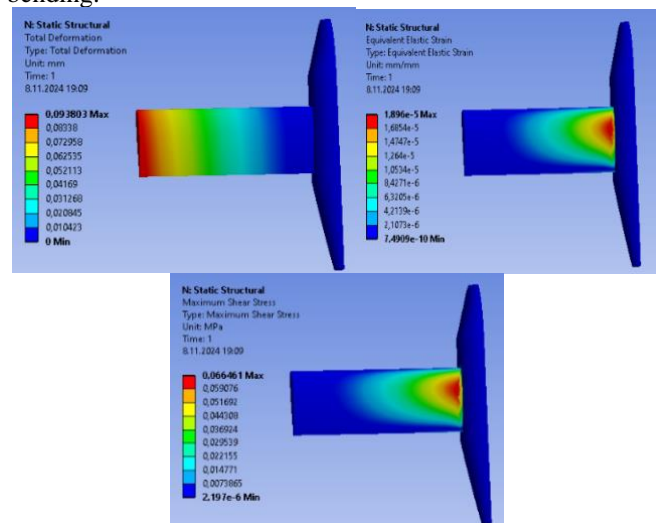 bending.
N: Static Structural
Total Deformation
Type: Total Deformation
Unit: mm
Time: 1
8.11.2024 19:09
0,093803 Max
0,08338
0,072958
0,062535
0,052113
0,04169
0,031268
0,020845
0,010423
0 Min
N: Static Structural
Equivalent Elastic Strain
Type: Equivalent Elastic Strain
Unit: mm/mm
Time: 1
8.11.2024 19:09
1,896e-5 Max
1,6854e-5
1,4747e-5
1,264e-5
1,0534e-5
8,4271e-6
6,3205e-6
4,2139e-6
2,1073e-6
7,4909e-10 Min
N: Static Structural
Maximum Shear Stress
Type: Maximum Shear Stress
Unit: MPa
Time: 1
8.11.2024 19:09
0,066461 Max
0,059076
0,051692
0,044308
0,036924
0,029539
0,022155
0,014771
0,0073865
2,197e-6 Min